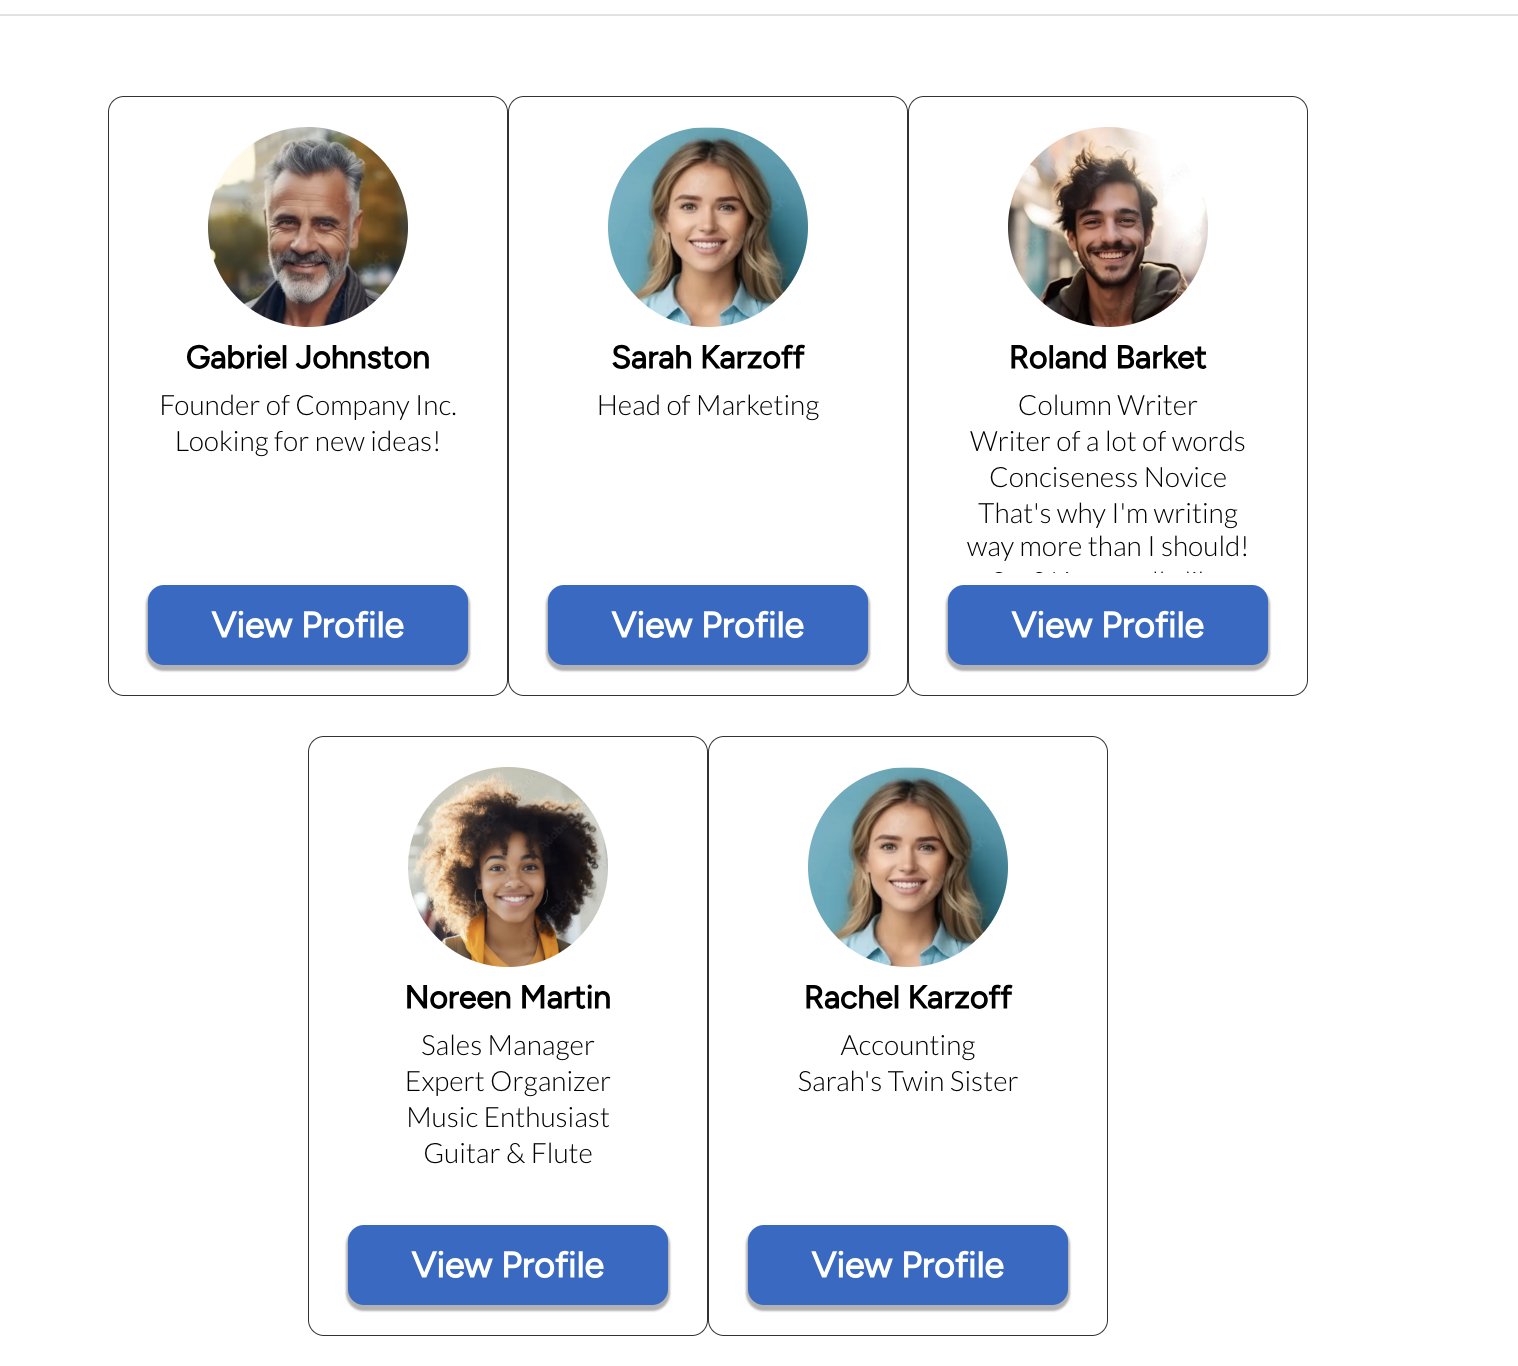 Gabriel Johnston
Founder of Company Inc.
Looking for new ideas!
View Profile
Sarah Karzoff
Head of Marketing
View Profile
Roland Barket
Column Writer
Writer of a lot of words
Conciseness Novice
That's why I'm writing
way more than I should!
View Profile
Noreen Martin
Sales Manager
Expert Organizer
Music Enthusiast
Guitar & Flute
View Profile
Rachel Karzoff
Accounting
Sarah's Twin Sister
View Profile